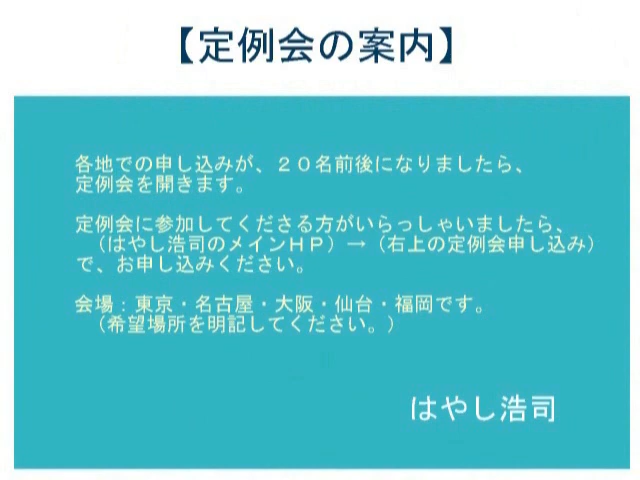 【定例会の案内】
各地での申し込みが、２０名前後になりましたら、
定例会を開きます。
定例会に参加してくださる方がいらっしゃいましたら、
（はやし浩司のメインＨＰ）→（右上の定例会申し込み）
で、お申し込みください。
会場：東京・名古屋・大阪・仙台・福岡です。
（希望場所を明記してください。）
はやし浩司